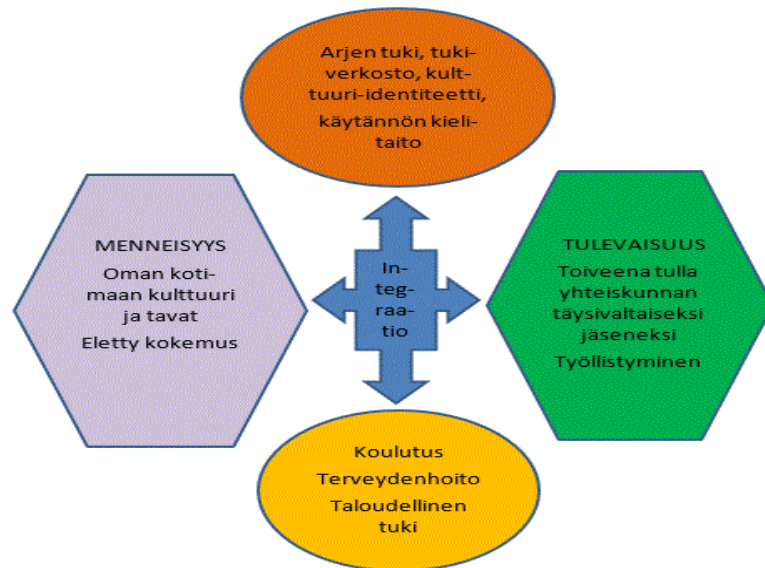 Arjen tuki, tuki-
verkosto, kult-
tuuri-identiteetti,
käytännön kieli-
taito
MENNEISYYS
Oman koti-
maan kulttuuri
ja tavat
Eletty kokemus
In-
teg-
raa-
tio
TULEVAISUUS
Toiveena tulla
yhteiskunnan
täysivaltaiseksi
jäseneksi
Työllistyminen
Koulutus
Terveydenhoito
Taloudellinen
tuki